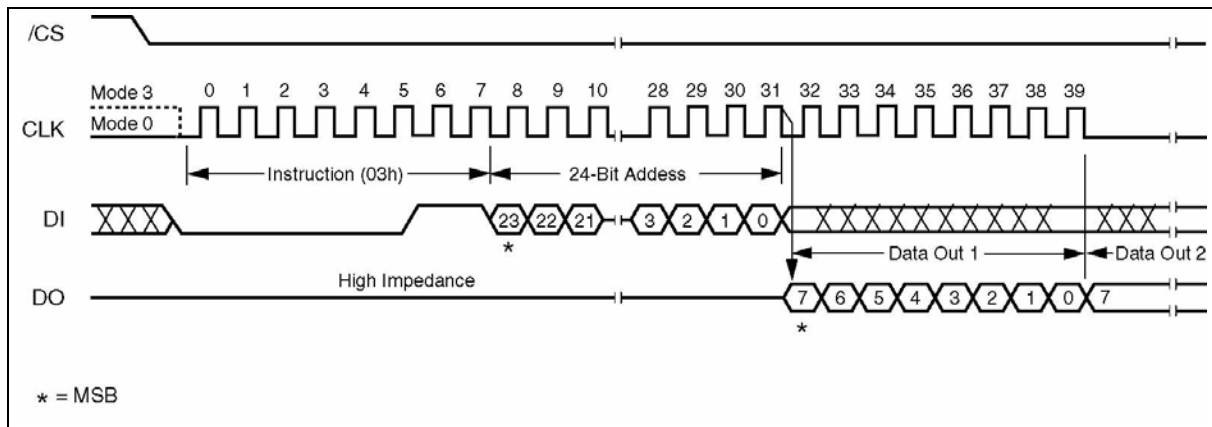 /CS
Mode 3
0 1 2 3 4 5 6 7 8 9 10 28 29 30 31 32 33 34 35 36 37 38 39
CLK
Mode 0
Instruction (03h)
24-Bit Addess
DI
23 22 21 3 2 1 0
*
Data Out 1
Data Out 2
High Impedance
DO
7 6 5 4 3 2 1 0 7
*
* = MSB